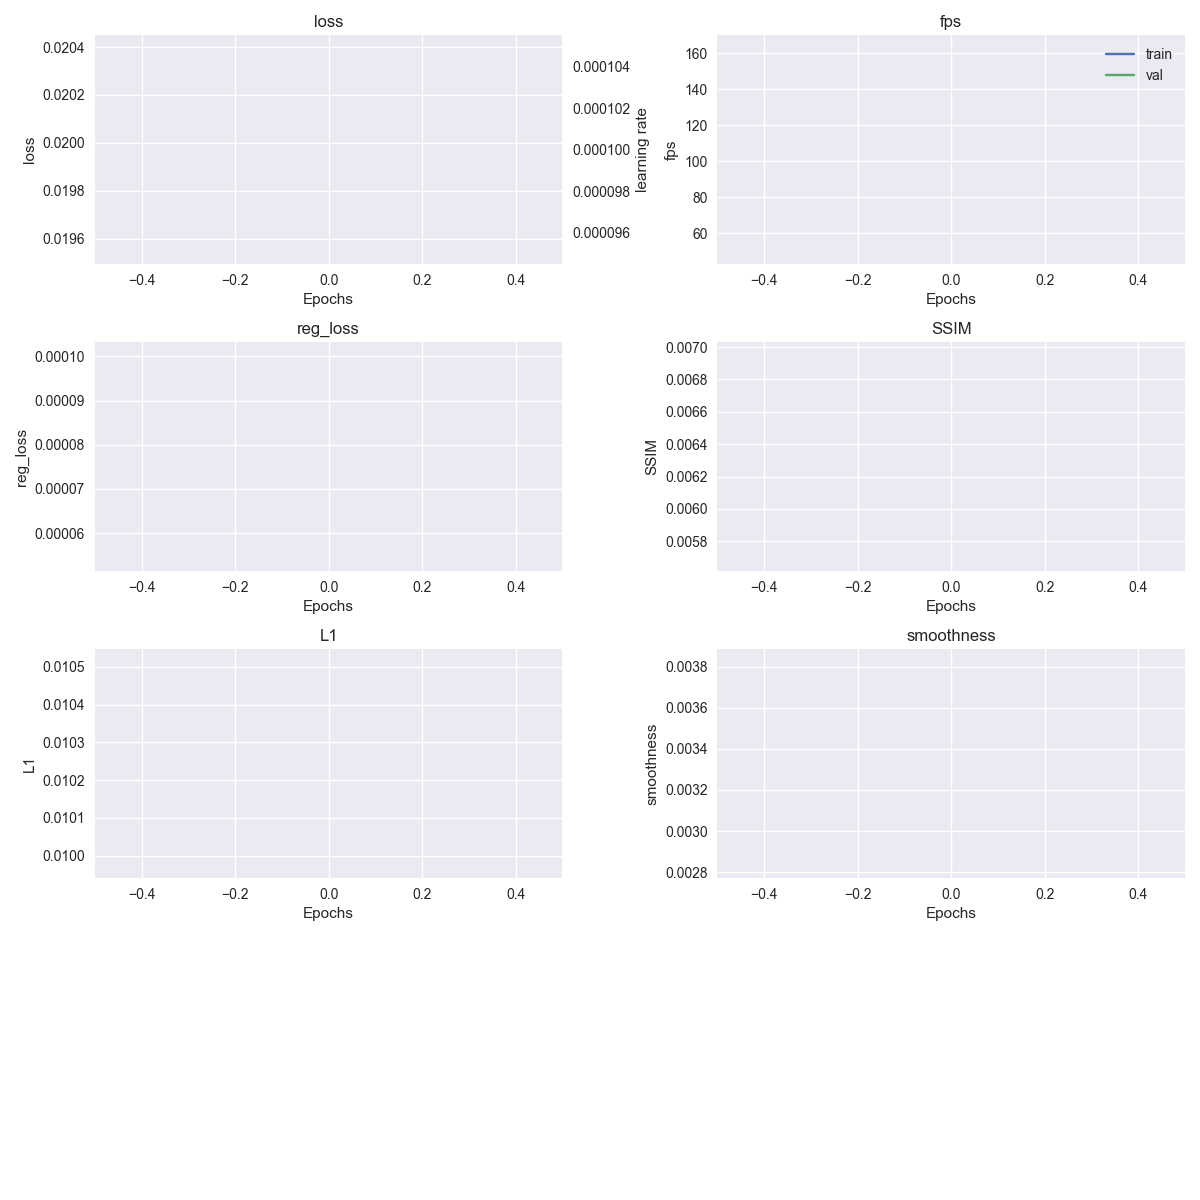 loss
0.0204
0.0202
0.0200
0.0198
0.0196
loss
0.000104
0.000102
0.000100
0.000098
0.000096
learning rate
−0.4 −0.2 0.0 0.2 0.4
Epochs
fps
160
140
120
100
80
60
fps
train
val
−0.4 −0.2 0.0 0.2 0.4
Epochs
reg_loss
0.00010
0.00009
0.00008
0.00007
0.00006
reg_loss
−0.4 −0.2 0.0 0.2 0.4
Epochs
SSIM
0.0070
0.0068
0.0066
0.0064
0.0062
0.0060
0.0058
SSIM
−0.4 −0.2 0.0 0.2 0.4
Epochs
L1
0.0105
0.0104
0.0103
0.0102
0.0101
0.0100
L1
−0.4 −0.2 0.0 0.2 0.4
Epochs
smoothness
0.0038
0.0036
0.0034
0.0032
0.0030
0.0028
smoothness
−0.4 −0.2 0.0 0.2 0.4
Epochs